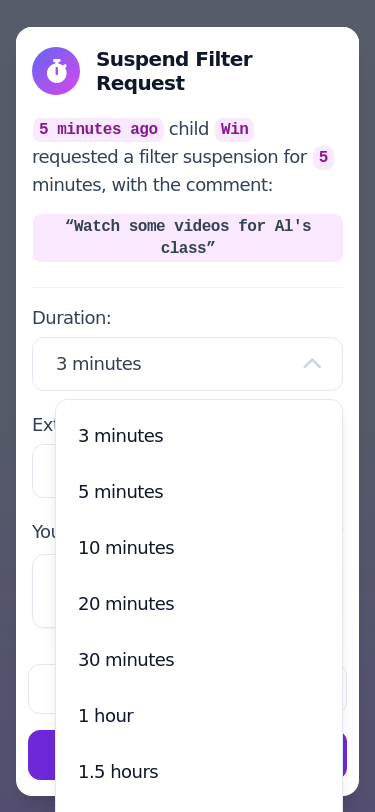 Suspend Filter
Request
5 minutes ago child Win
requested a filter suspension for 5
minutes, with the comment:
“Watch some videos for Al's
class”
Duration:
3 minutes
Ext
3 minutes
5 minutes
You
10 minutes
20 minutes
30 minutes
1 hour
1.5 hours